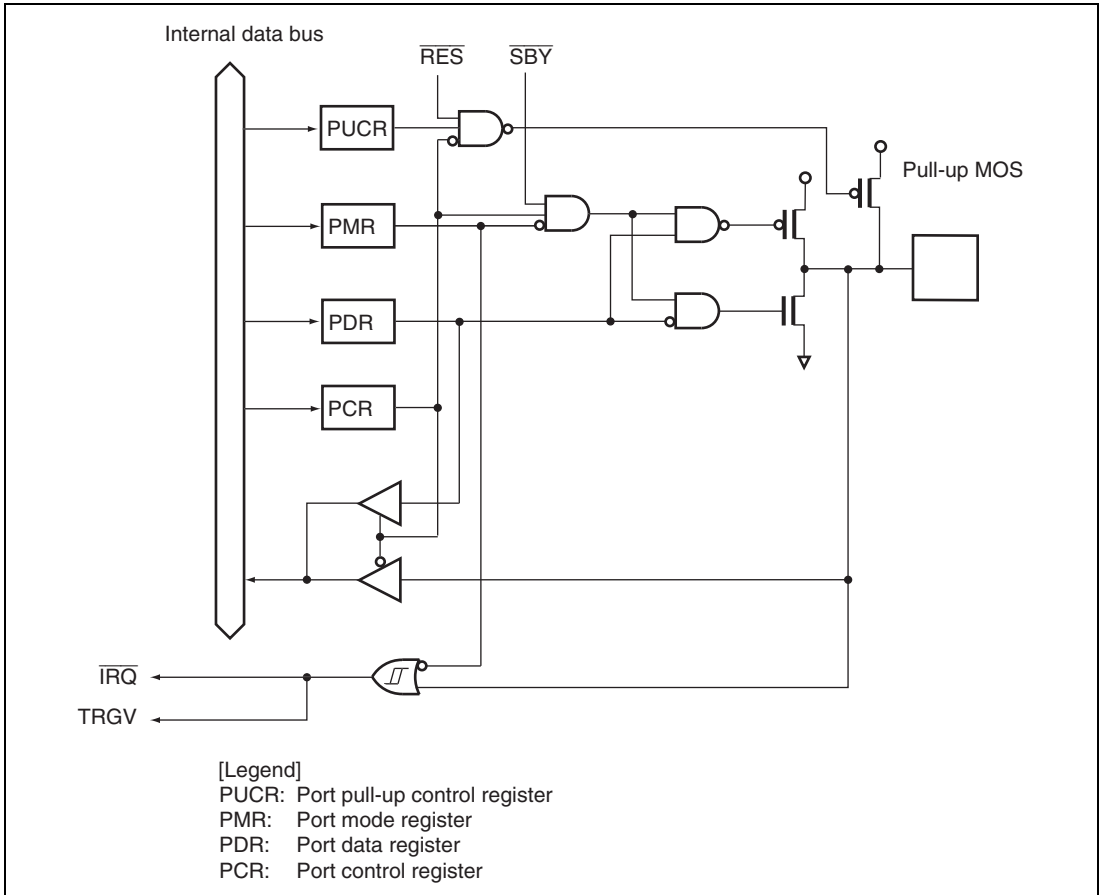 Internal data bus
RES SBY
PUCR
Pull-up MOS
PMR
PDR
PCR
IRQ
TRGV
[Legend]
PUCR: Port pull-up control register
PMR: Port mode register
PDR: Port data register
PCR: Port control register